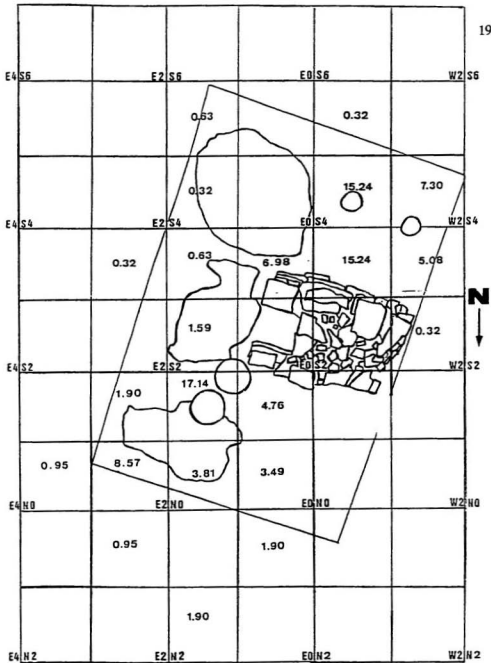 19
E4 S6 E2 S6 E0 S6 W2 S6
0.63 0.32
0.32 15.24 7.30
E4 S4 E2 S4 E0 S4 W2 S4
0.32 0.63 6.98 15.24 5.08
N
1.59 0.32
E4 S2 E2 S2 E0 S2 W2 S2
1.90 17.14 4.76
0.95 8.57 3.81 3.49
E4 N0 E2 N0 E0 N0 W2 N0
0.95 1.90
1.90
E4 N2 E2 N2 E0 N2 W2 N2